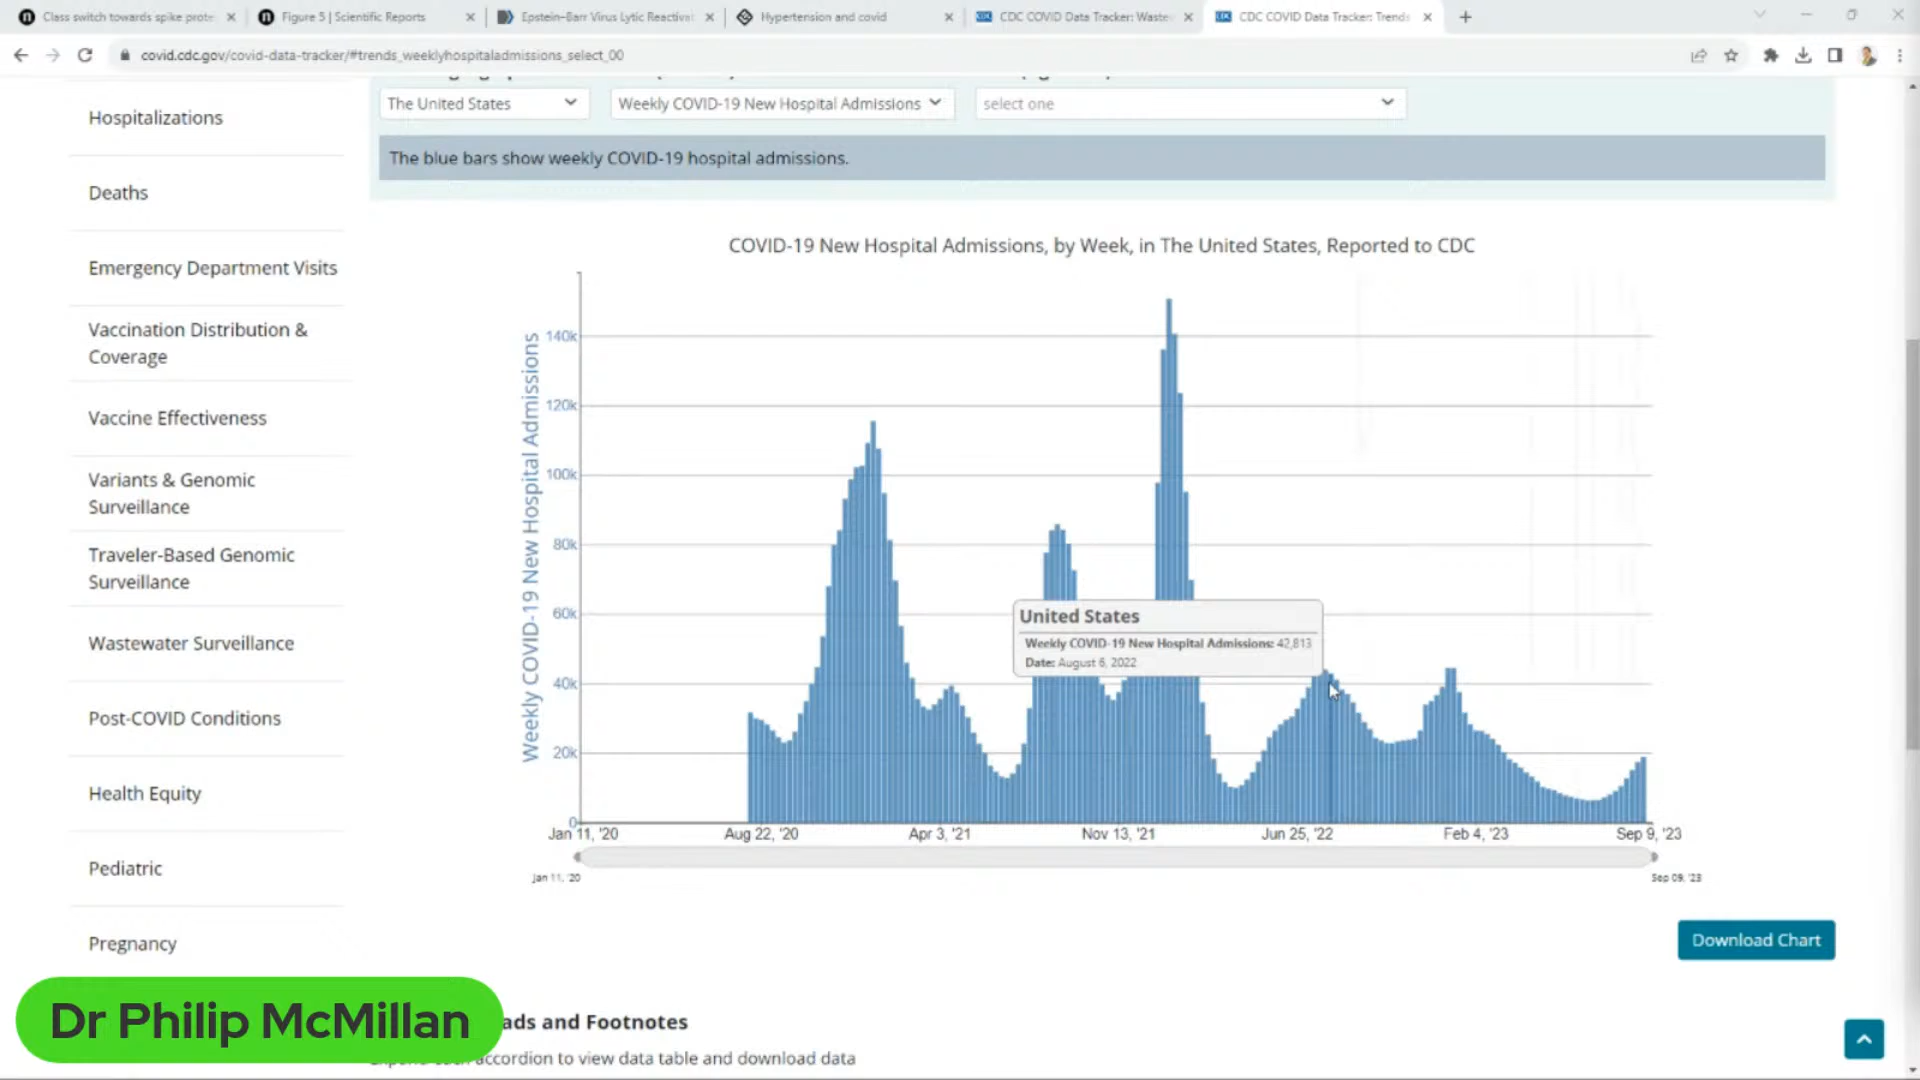 Class switch towards spike prote
Figure 5 | Scientific Reports
Epstein-Barr Virus Lytic Reactivat
Hypertension and covid
CDC COVID Data Tracker: Waste
CDC COVID Data Tracker: Trends
covid.cdc.gov/covid-data-tracker/#trends_weeklyhospitaladmissions_select_00
Hospitalizations
Deaths
Emergency Department Visits
Vaccination Distribution &
Coverage
Vaccine Effectiveness
Variants & Genomic
Surveillance
Traveler-Based Genomic
Surveillance
Wastewater Surveillance
Post-COVID Conditions
Health Equity
Pediatric
Pregnancy
The United States
Weekly COVID-19 New Hospital Admissions
select one
The blue bars show weekly COVID-19 hospital admissions.
COVID-19 New Hospital Admissions, by Week, in The United States, Reported to CDC
Weekly COVID-19 New Hospital Admissions
140k
120k
100k
80k
60k
40k
20k
0
United States
Weekly COVID-19 New Hospital Admissions: 42,813
Date: August 6, 2022
Jan 11, '20
Aug 22, '20
Apr 3, '21
Nov 13, '21
Jun 25, '22
Feb 4, '23
Sep 9, '23
Jan 11, '20
Sep 09, '23
Download Chart
Dr Philip McMillan
ads and Footnotes
accordion to view data table and download data